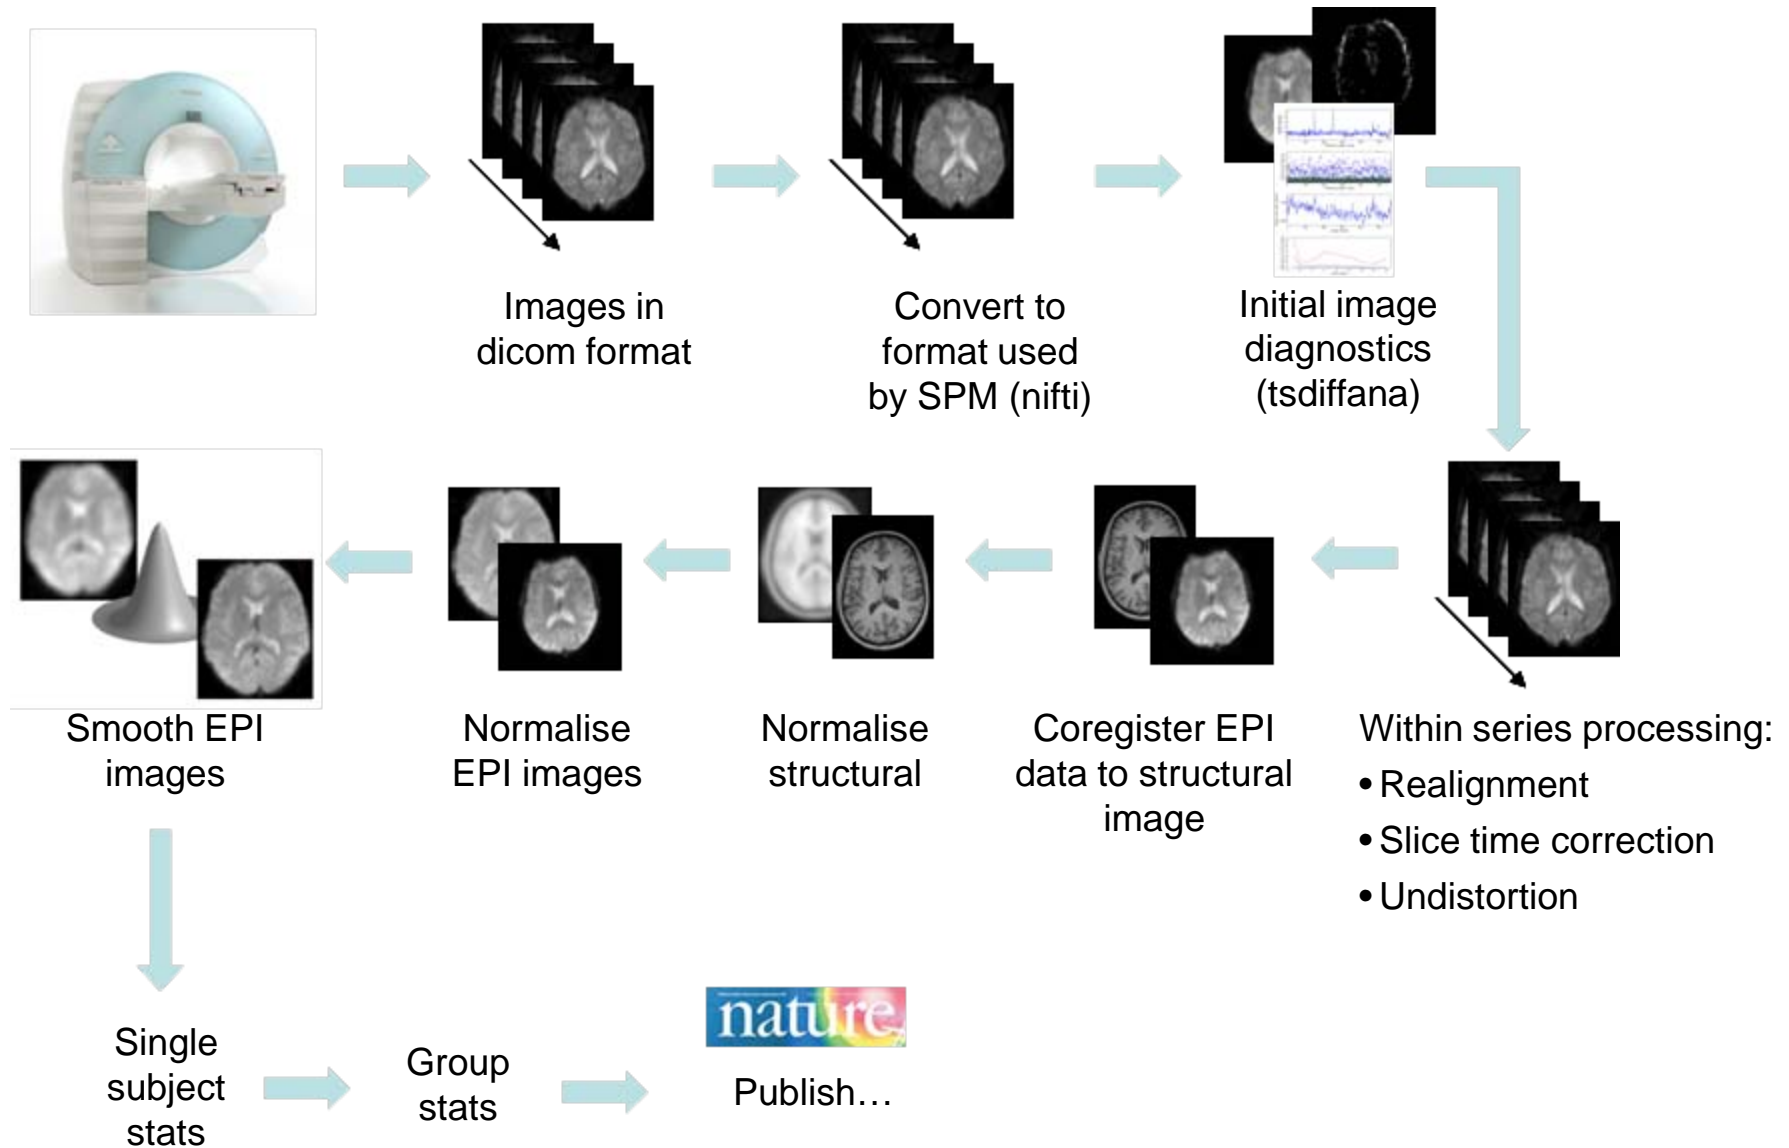 Images in
dicom format
Convert to
format used
by SPM (nifti)
Initial image
diagnostics
(tsdiffana)
Smooth EPI
images
Normalise
EPI images
Normalise
structural
Coregister EPI
data to structural
image
Within series processing:
• Realignment
• Slice time correction
• Undistortion
Single
subject
stats
Group
stats
nature
Publish…